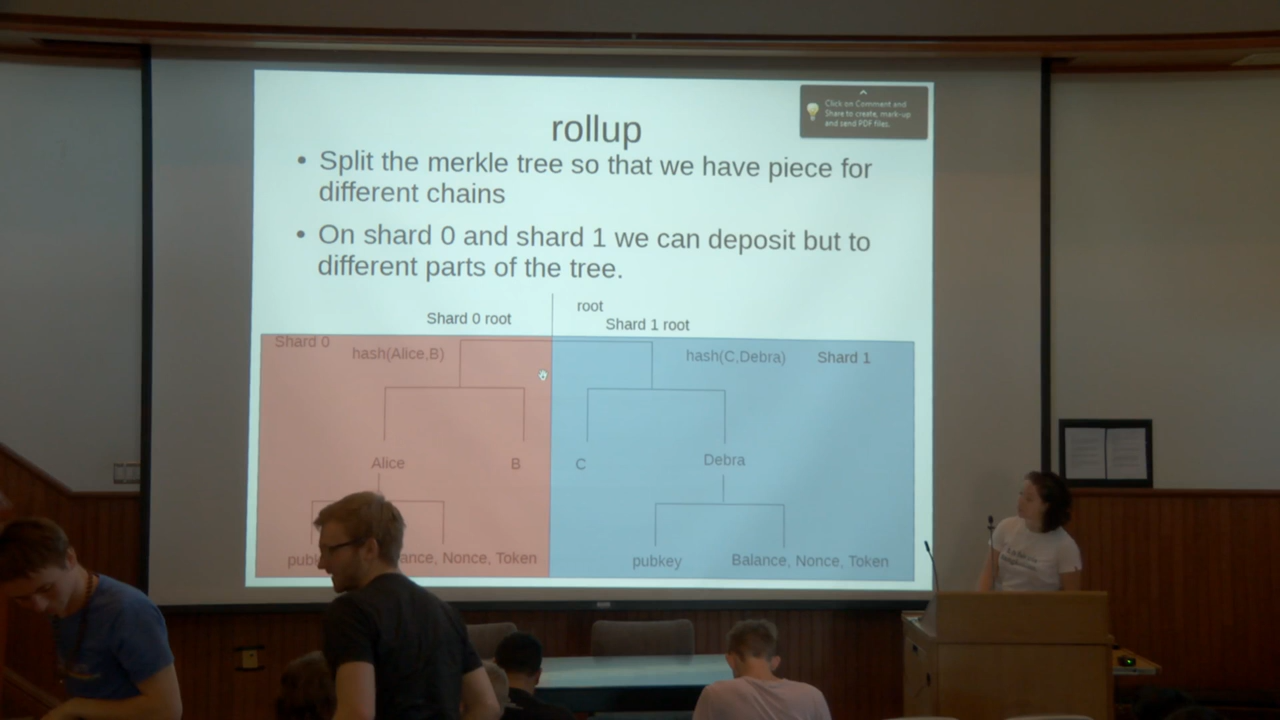 Click on Comment and
Share to create, mark-up
and send PDF files.
rollup
• Split the merkle tree so that we have piece for
different chains
• On shard 0 and shard 1 we can deposit but to
different parts of the tree.
root
Shard 0 root
Shard 1 root
Shard 0
hash(Alice,B)
hash(C,Debra)
Shard 1
Alice
B
C
Debra
Nonce, Token
pubkey
Balance, Nonce, Token